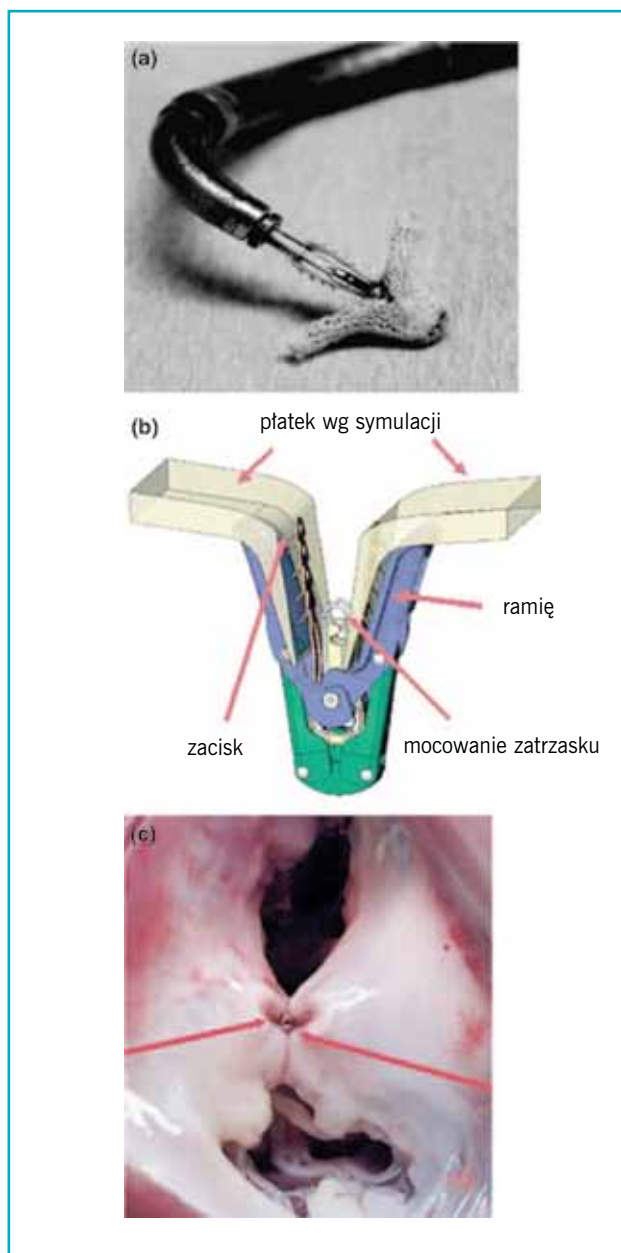 (a)
(b)
płatek wg symulacji
ramię
zacisk
mocowanie zatrzasku
(c)